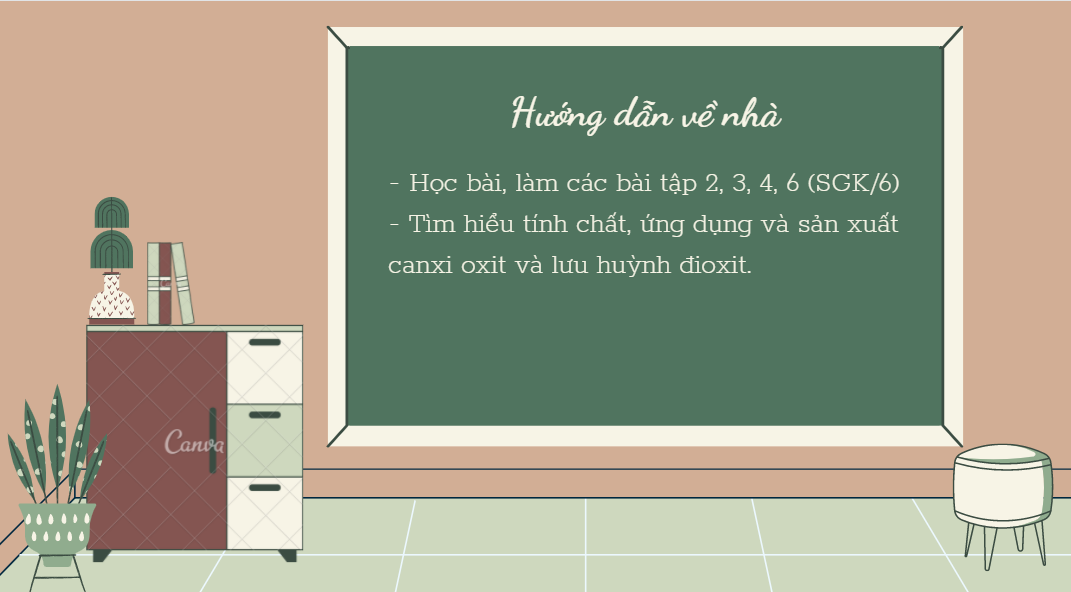 Hướng dẫn về nhà
- Học bài, làm các bài tập 2, 3, 4, 6 (SGK/6)
- Tìm hiểu tính chất, ứng dụng và sản xuất
canxi oxit và lưu huỳnh đioxit.
Canva